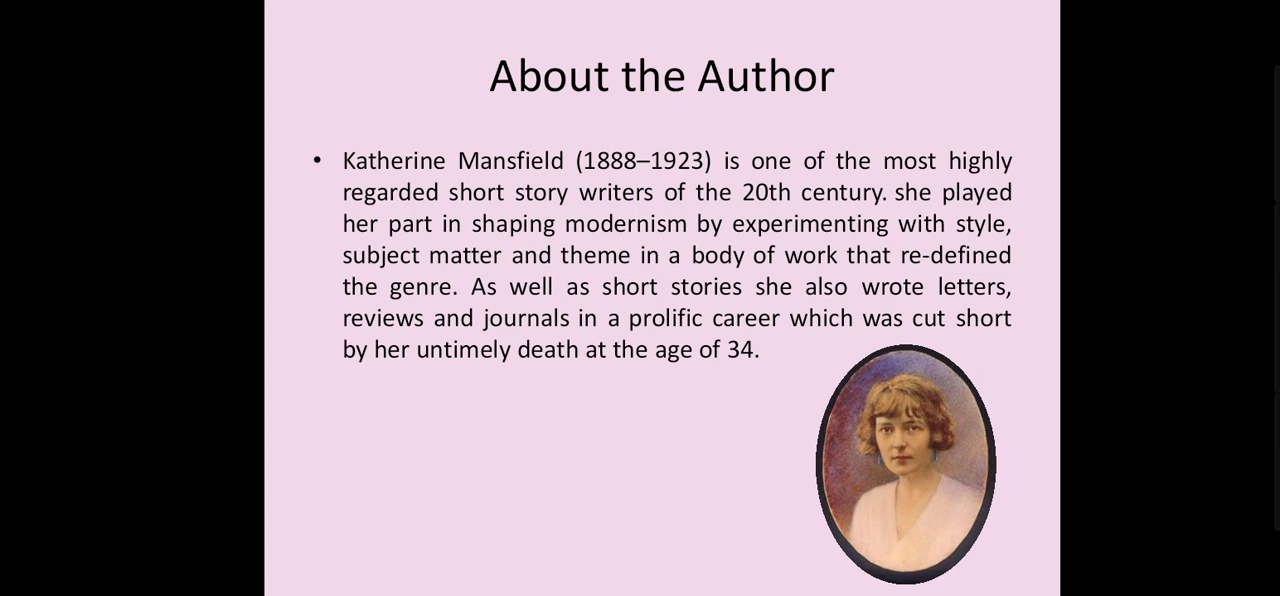 About the Author
• Katherine Mansfield (1888–1923) is one of the most highly
regarded short story writers of the 20th century. she played
her part in shaping modernism by experimenting with style,
subject matter and theme in a body of work that re-defined
the genre. As well as short stories she also wrote letters,
reviews and journals in a prolific career which was cut short
by her untimely death at the age of 34.